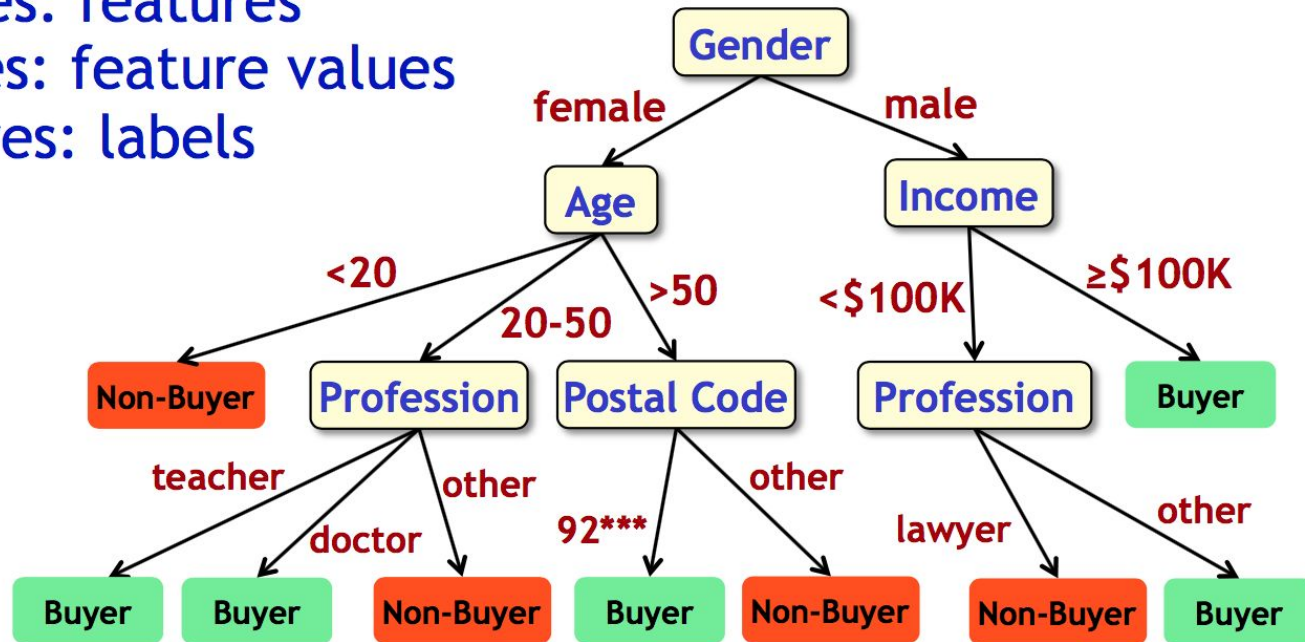 es: features
es: feature values
ves: labels
Gender
female
male
Age
Income
<20
20-50
>50
<$100K
≥$100K
Non-Buyer
Profession
Postal Code
Profession
Buyer
teacher
doctor
other
92***
other
lawyer
other
Buyer
Buyer
Non-Buyer
Buyer
Non-Buyer
Non-Buyer
Buyer